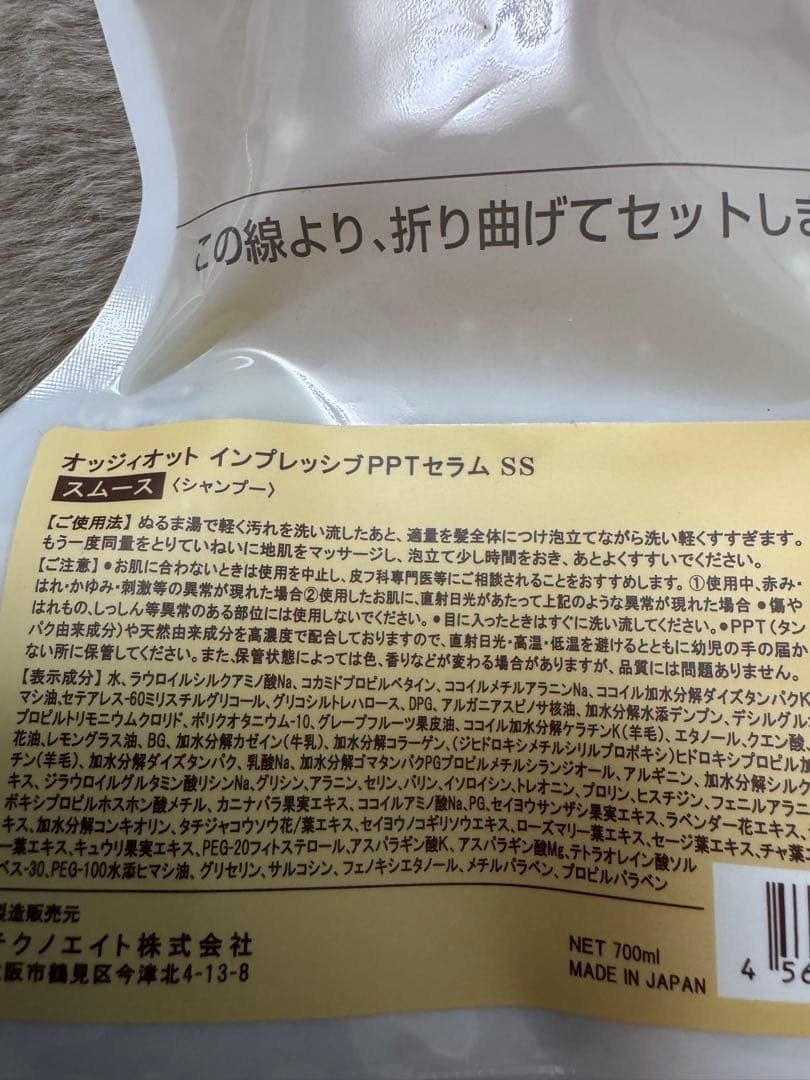 この線より、折り曲げてセットしま
オッジィオット インプレッシブPPTセラム SS
スムース 〈シャンプー〉
【ご使用法】 ぬるま湯で軽く汚れを洗い流したあと、適量を髪全体につけ泡立てながら洗い軽くすすぎます。
もう一度同量をとりていねいに地肌をマッサージし、泡立て少し時間をおき、あとよくすすいでください。
【ご注意】 ●お肌に合わないときは使用を中止し、皮フ科専門医等にご相談されることをおすすめします。①使用中、赤み・
はれ・かゆみ・刺激等の異常が現れた場合②使用したお肌に、直射日光があたって上記のような異常が現れた場合 ●傷や
はれもの、しっしん等異常のある部位には使用しないでください。●目に入ったときはすぐに洗い流してください。●PPT(タン
パク由来成分)や天然由来成分を高濃度で配合しておりますので、直射日光・高温・低温を避けるとともに幼児の手の届か
ない所に保管してください。また、保管状態によっては色、香りなどが変わる場合がありますが、品質には問題ありません。
【表示成分】 水、ラウロイルシルクアミノ酸Na、コカミドプロピルベタイン、ココイルメチルアラニンNa、ココイル加水分解ダイズタンパクK
マシ油、セテアレス-60ミリスチルグリコール、グリコシルトレハロース、DPG、アルガニアスピノサ核油、加水分解水添デンプン、デシルグル
プロピルトリモニウムクロリド、ポリクオタニウム-10、グレープフルーツ果皮油、ココイル加水分解ケラチンK(羊毛)、エタノール、クエン酸、
花油、レモングラス油、BG、加水分解カゼイン(牛乳)、加水分解コラーゲン、(ジヒドロキシメチルシリルプロポキシ)ヒドロキシプロピル加
チン(羊毛)、加水分解ダイズタンパク、乳酸Na、加水分解ゴマタンパクPGプロピルメチルシランジオール、アルギニン、加水分解シルク
キス、ジラウロイルグルタミン酸リシンNa、グリシン、アラニン、セリン、バリン、イソロイシン、トレオニン、プロリン、ヒスチジン、フェニルアラニ
ポキシプロピルホスホン酸メチル、カニナバラ果実エキス、ココイルアミノ酸Na、PG、セイヨウサンザシ果実エキス、ラベンダー花エキス、
キス、加水分解コンキオリン、タチジャコウソウ花/葉エキス、セイヨウノコギリソウエキス、ローズマリー葉エキス、セージ葉エキス、チャ葉エ
ー葉エキス、キュウリ果実エキス、PEG-20フィトステロール、アスパラギン酸K、アスパラギン酸Mg、テトラオレイン酸ソル
ベス-30、PEG-100水添ヒマシ油、グリセリン、サルコシン、フェノキシエタノール、メチルパラベン、プロピルパラベン
製造販売元
テクノエイト株式会社
大阪市鶴見区今津北4-13-8
NET 700ml
MADE IN JAPAN
4 56